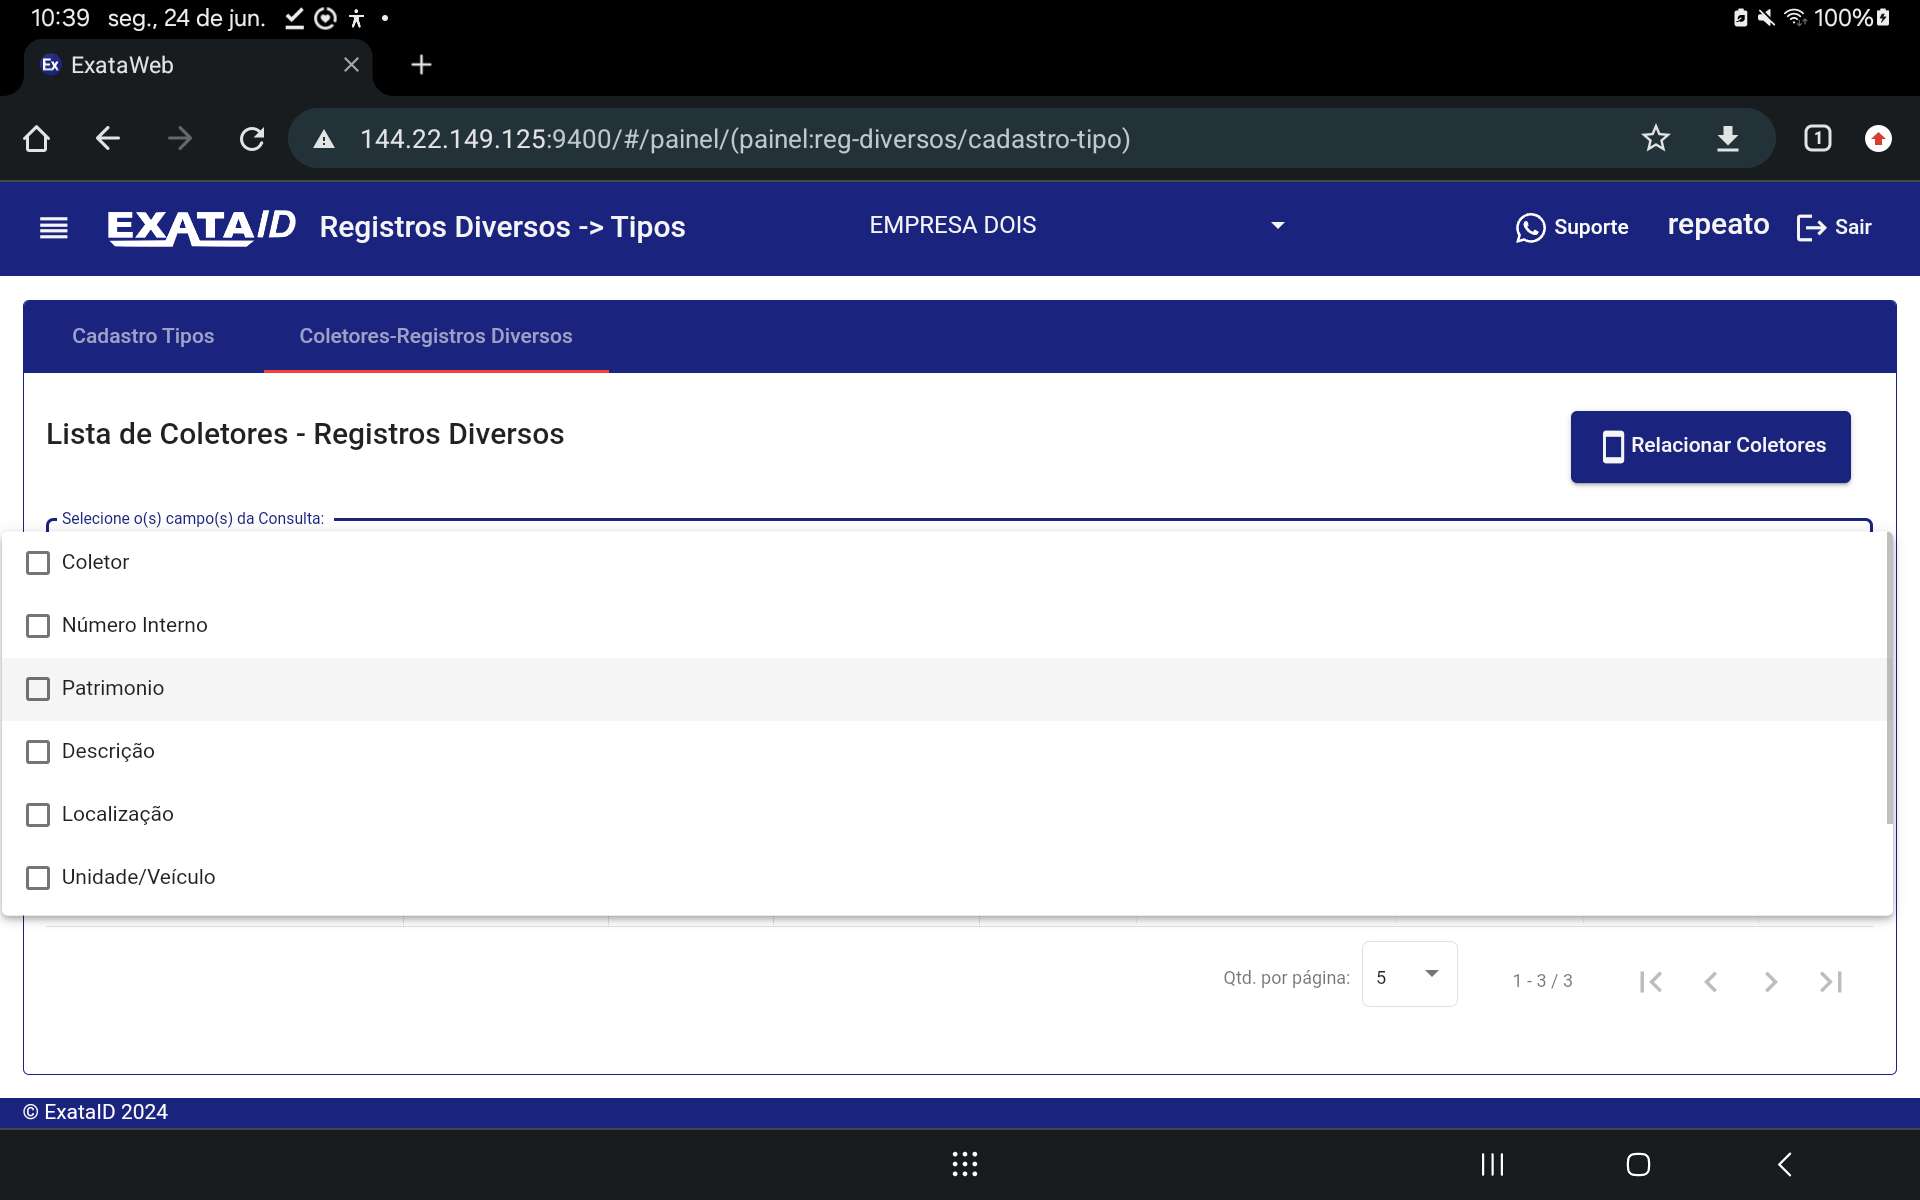 10:39 seg., 24 de jun.
100%
Ex ExataWeb
144.22.149.125:9400/#/painel/(painel:reg-diversos/cadastro-tipo)
1
EXATAID Registros Diversos -> Tipos EMPRESA DOIS Suporte repeato Sair
Cadastro Tipos Coletores-Registros Diversos
Lista de Coletores - Registros Diversos
Relacionar Coletores
Selecione o(s) campo(s) da Consulta:
Coletor
Número Interno
Patrimonio
Descrição
Localização
Unidade/Veículo
Qtd. por página: 5 1 - 3 / 3
© ExataID 2024